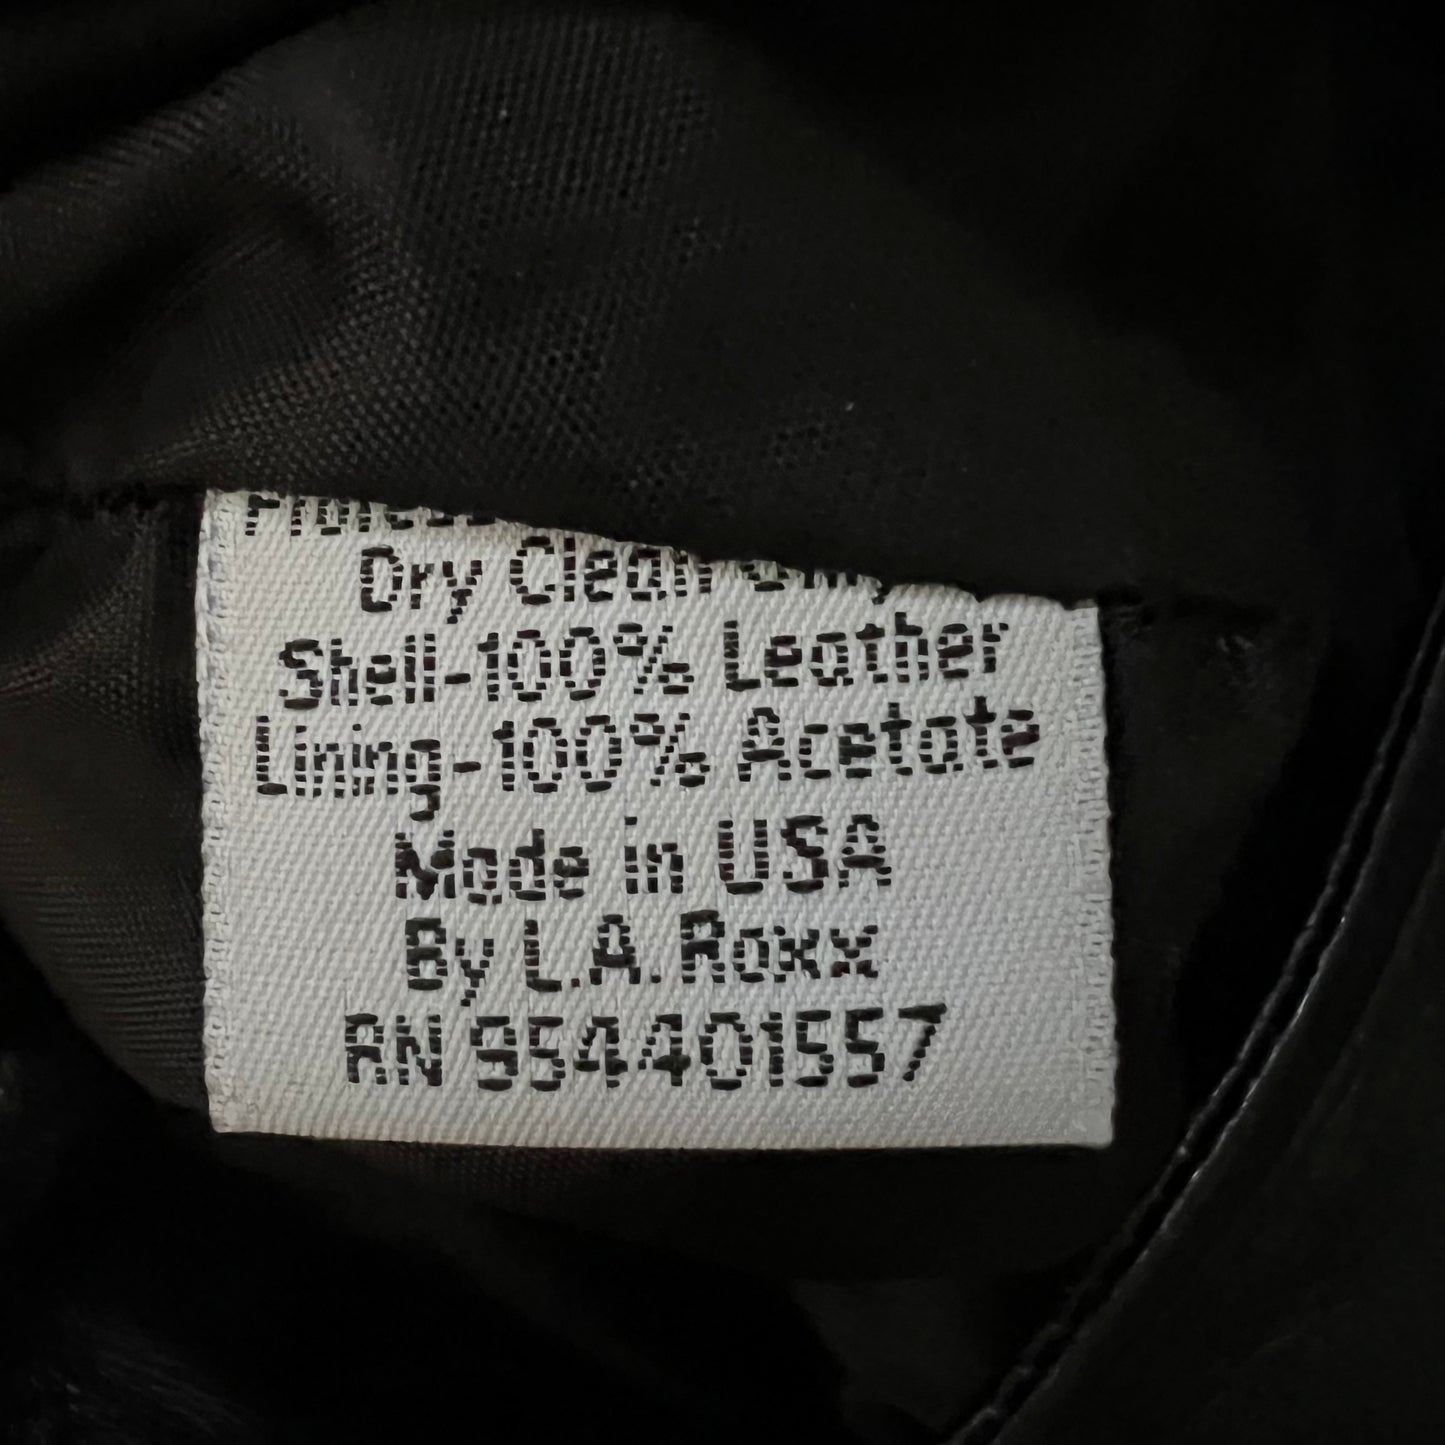 Dry Clean Only
Shell-100% Leather
Lining-100% Acetate
Made in USA
By L.A. Roxx
RN 954401557